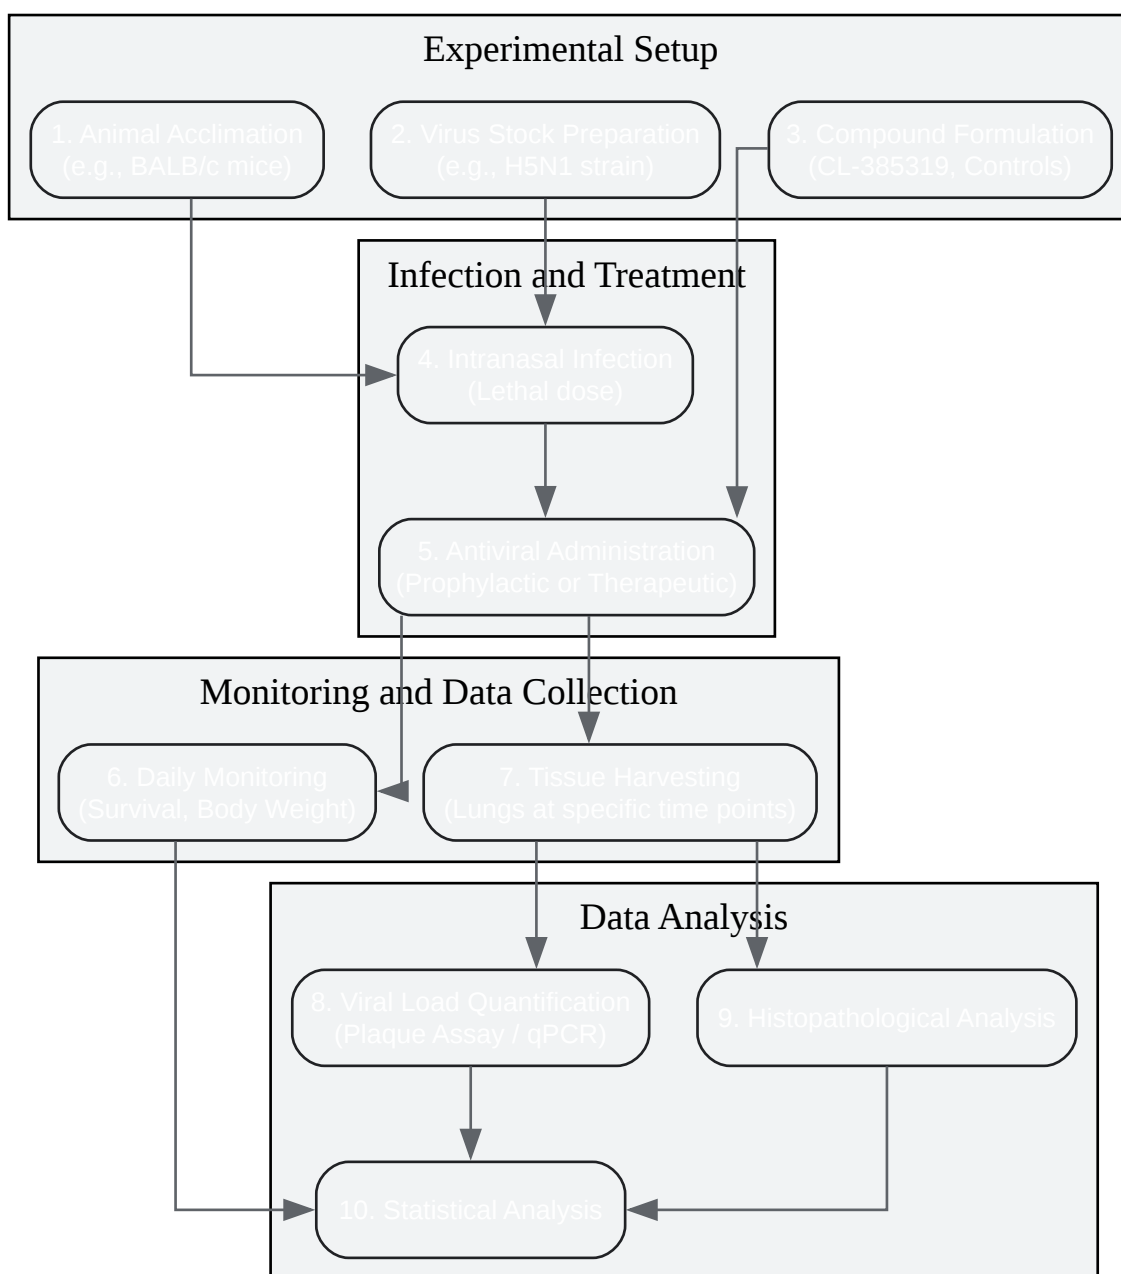 Experimental Setup
1. Animal Acclimation
(e.g., BALB/c mice)
2. Virus Stock Preparation
(e.g., H5N1 strain)
3. Compound Formulation
(CL-385319, Controls)
Infection and Treatment
4. Intranasal Infection
(Lethal dose)
5. Antiviral Administration
(Prophylactic or Therapeutic)
Monitoring and Data Collection
6. Daily Monitoring
(Survival, Body Weight)
7. Tissue Harvesting
(Lungs at specific time points)
Data Analysis
8. Viral Load Quantification
(Plaque Assay / qPCR)
9. Histopathological Analysis
10. Statistical Analysis